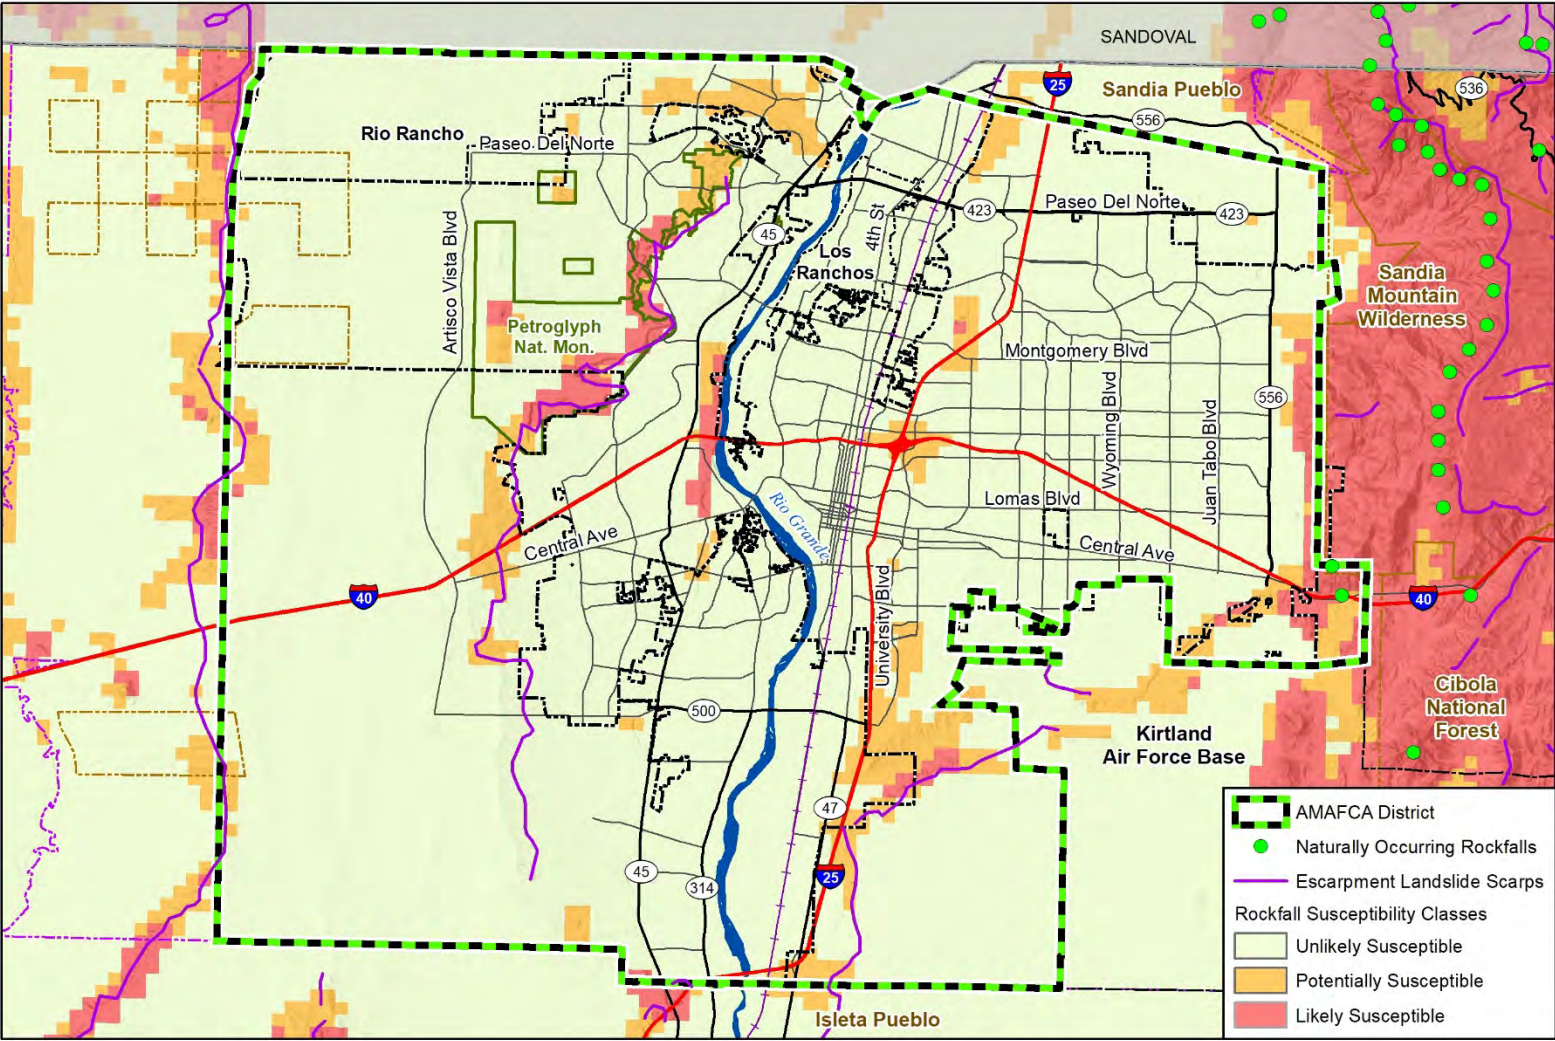 SANDOVAL
25
Sandia Pueblo
536
556
Rio Rancho
Paseo Del Norte
423
Paseo Del Norte
423
4th St
45
Artisco Vista Blvd
Los
Ranchos
Sandia
Mountain
Wilderness
Petroglyph
Nat. Mon.
Montgomery Blvd
Wyoming Blvd
Juan Tabo Blvd
556
Lomas Blvd
Rio Grande
Central Ave
Central Ave
40
40
University Blvd
500
Cibola
National
Forest
Kirtland
Air Force Base
47
45
314
25
Isleta Pueblo
AMAFCA District
Naturally Occurring Rockfalls
Escarpment Landslide Scarps
Rockfall Susceptibility Classes
Unlikely Susceptible
Potentially Susceptible
Likely Susceptible